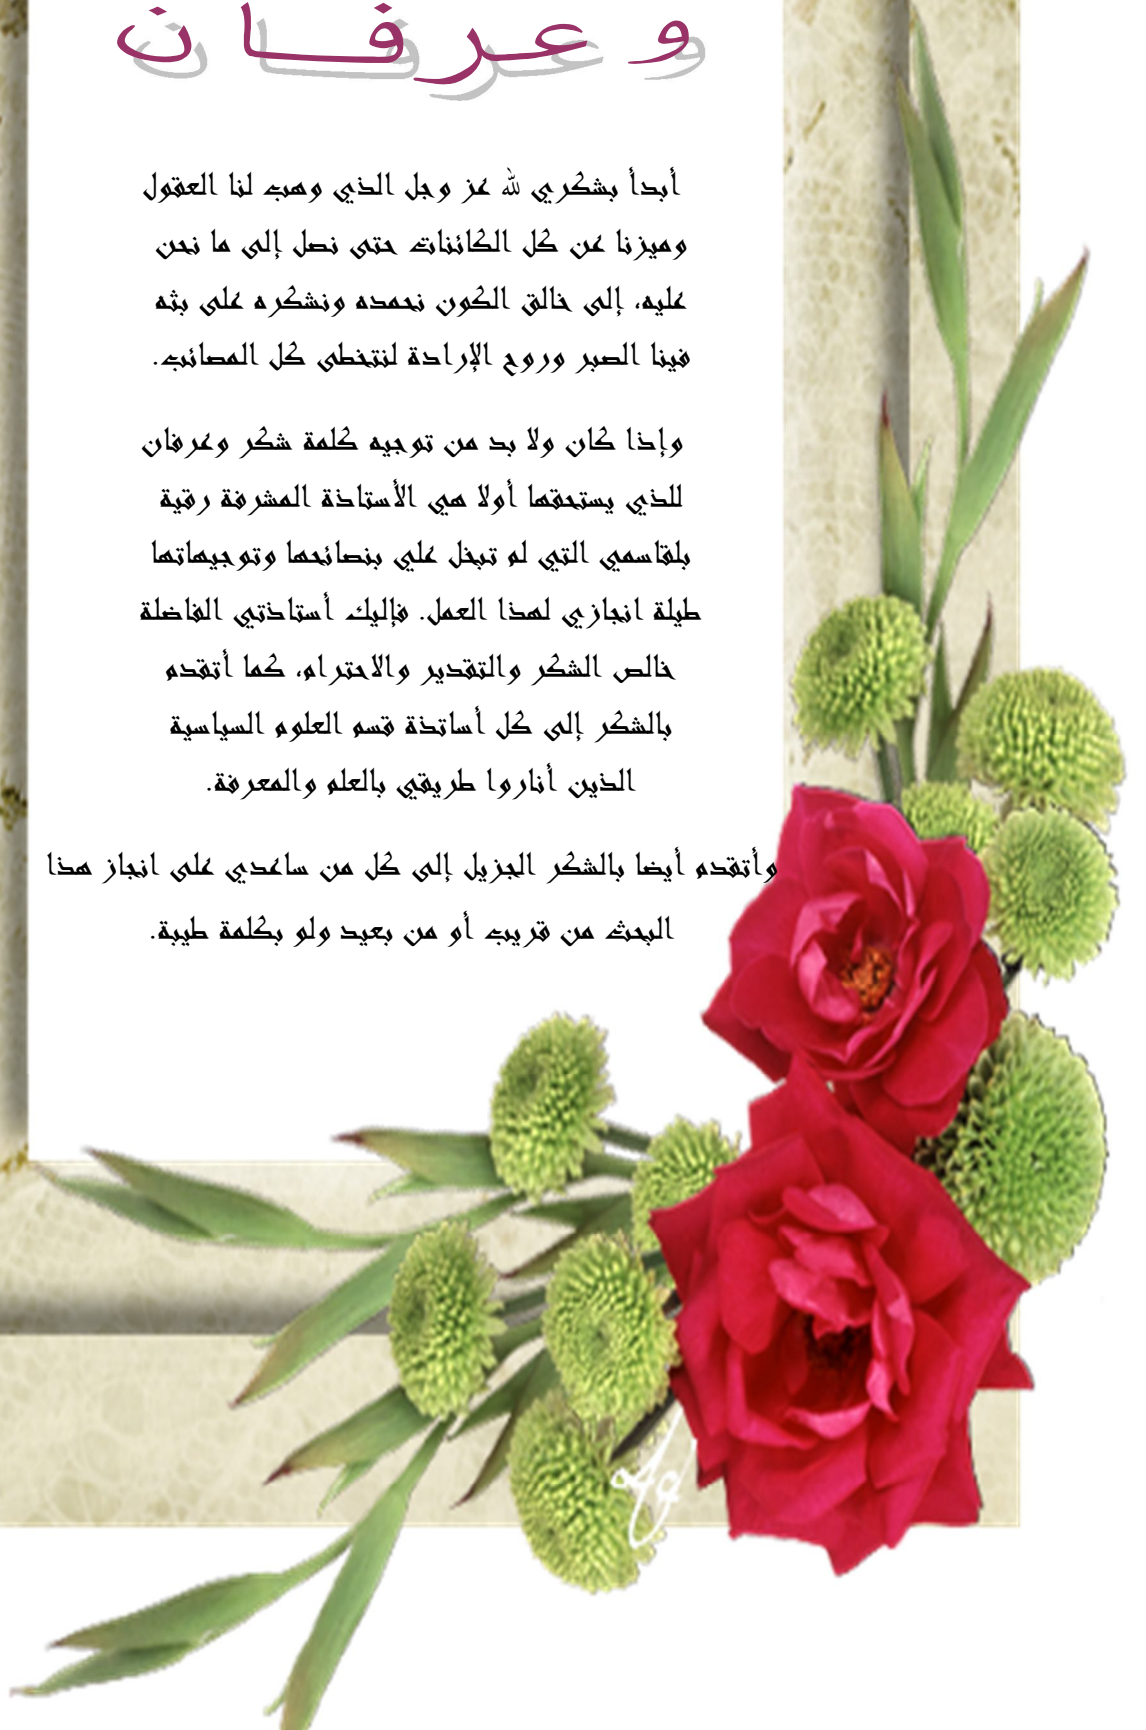 وعرفان
أبدأ بشكري لله عز وجل الذي وهب لنا العقول
وميزنا عن كل الكائنات حتى نصل إلى ما نحن
عليه، إلى خالق الكون نحمده ونشكره على بثه
فينا الصبر وروح الإرادة لنتخطى كل المصائب.
وإذا كان ولا بد من توجيه كلمة شكر وعرفان
للذي يستحقها أولا هي الأستاذة المشرفة رقية
بلقاسمي التي لم تبخل علي بنصائحها وتوجيهاتها
طيلة انجازي لهذا العمل. فإليك أستاذتي الفاضلة
خالص الشكر والتقدير والاحترام، كما أتقدم
بالشكر إلى كل أساتذة قسم العلوم السياسية
الذين أناروا طريقي بالعلم والمعرفة.
وأتقدم أيضا بالشكر الجزيل إلى كل من ساعدي على انجاز هذا
البحث من قريب أو من بعيد ولو بكلمة طيبة.